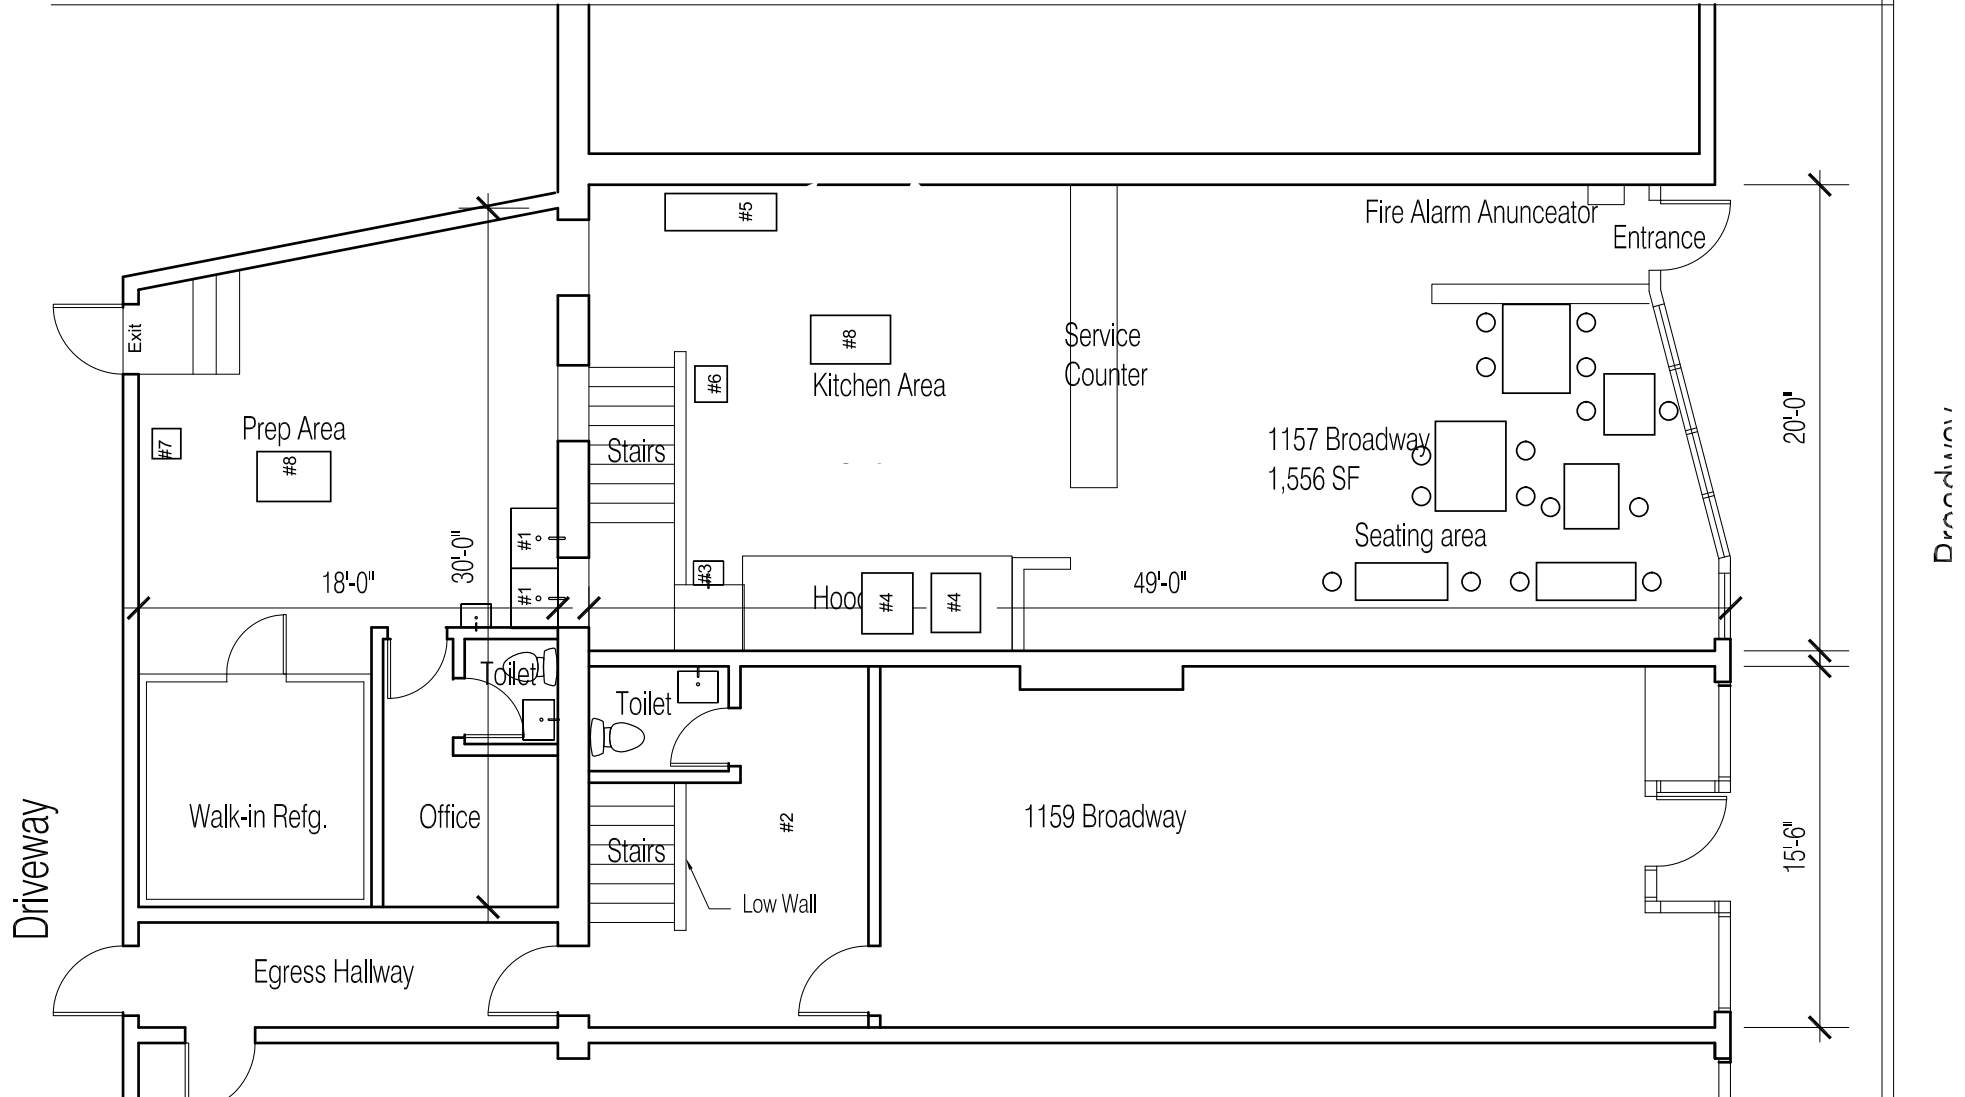 #5
Fire Alarm Anunceator
Entrance
Exit
#8
Service
Counter
Kitchen Area
#6
Prep Area
#7
#8
Stairs
1157 Broadway
1,556 SF
20'-0"
Broadway
Seating area
#1
30'-0"
18'-0"
#1
#3
#4
#4
49'-0"
Toilet
Toilet
Walk-in Refg.
Office
#2
1159 Broadway
Stairs
15'-6"
Driveway
Low Wall
Egress Hallway